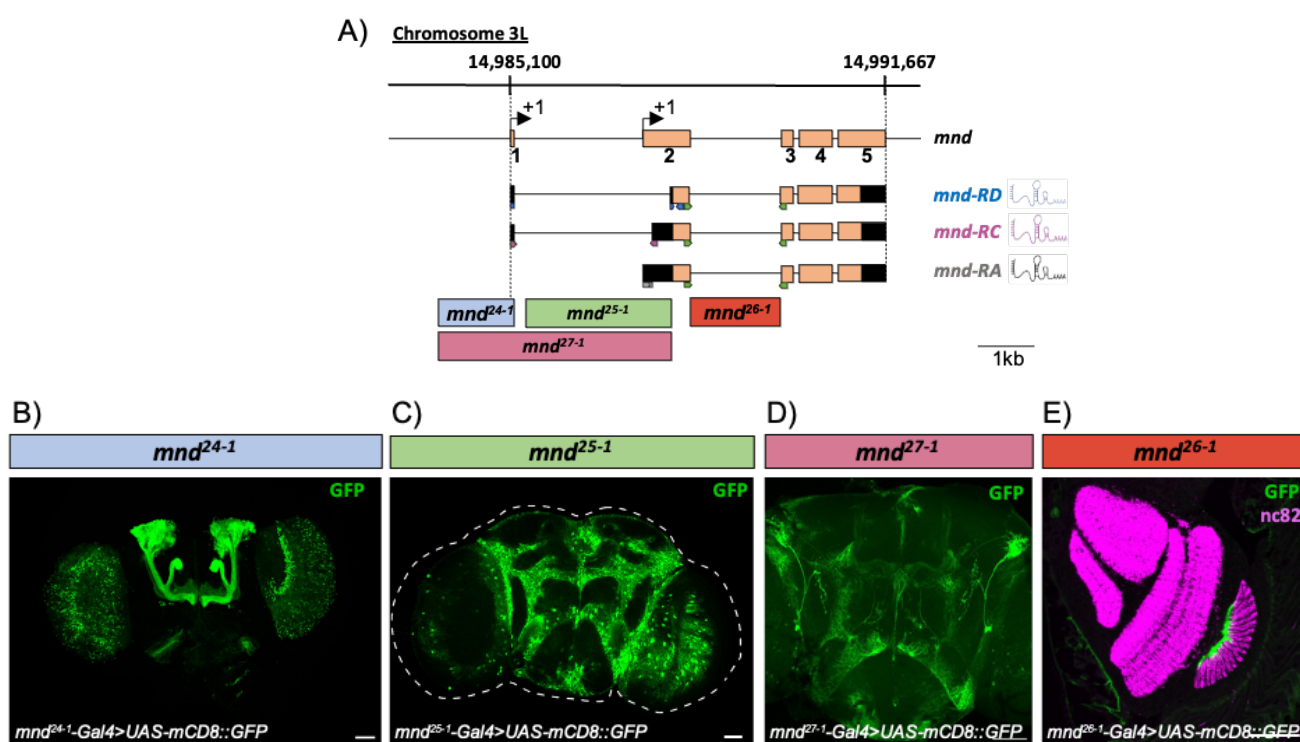 A)
Chromosome 3L
14,985,100 14,991,667
+1 +1
mnd
1 2 3 4 5
mnd-RD
mnd-RC
mnd-RA
mnd24-1 mnd25-1 mnd26-1
mnd27-1
1kb
B) C) D) E)
mnd24-1 mnd25-1 mnd27-1 mnd26-1
GFP GFP GFP GFP
nc82
mnd24-1-Gal4>UAS-mCD8::GFP mnd25-1-Gal4>UAS-mCD8::GFP mnd27-1-Gal4>UAS-mCD8::GFP mnd26-1-Gal4>UAS-mCD8::GFP